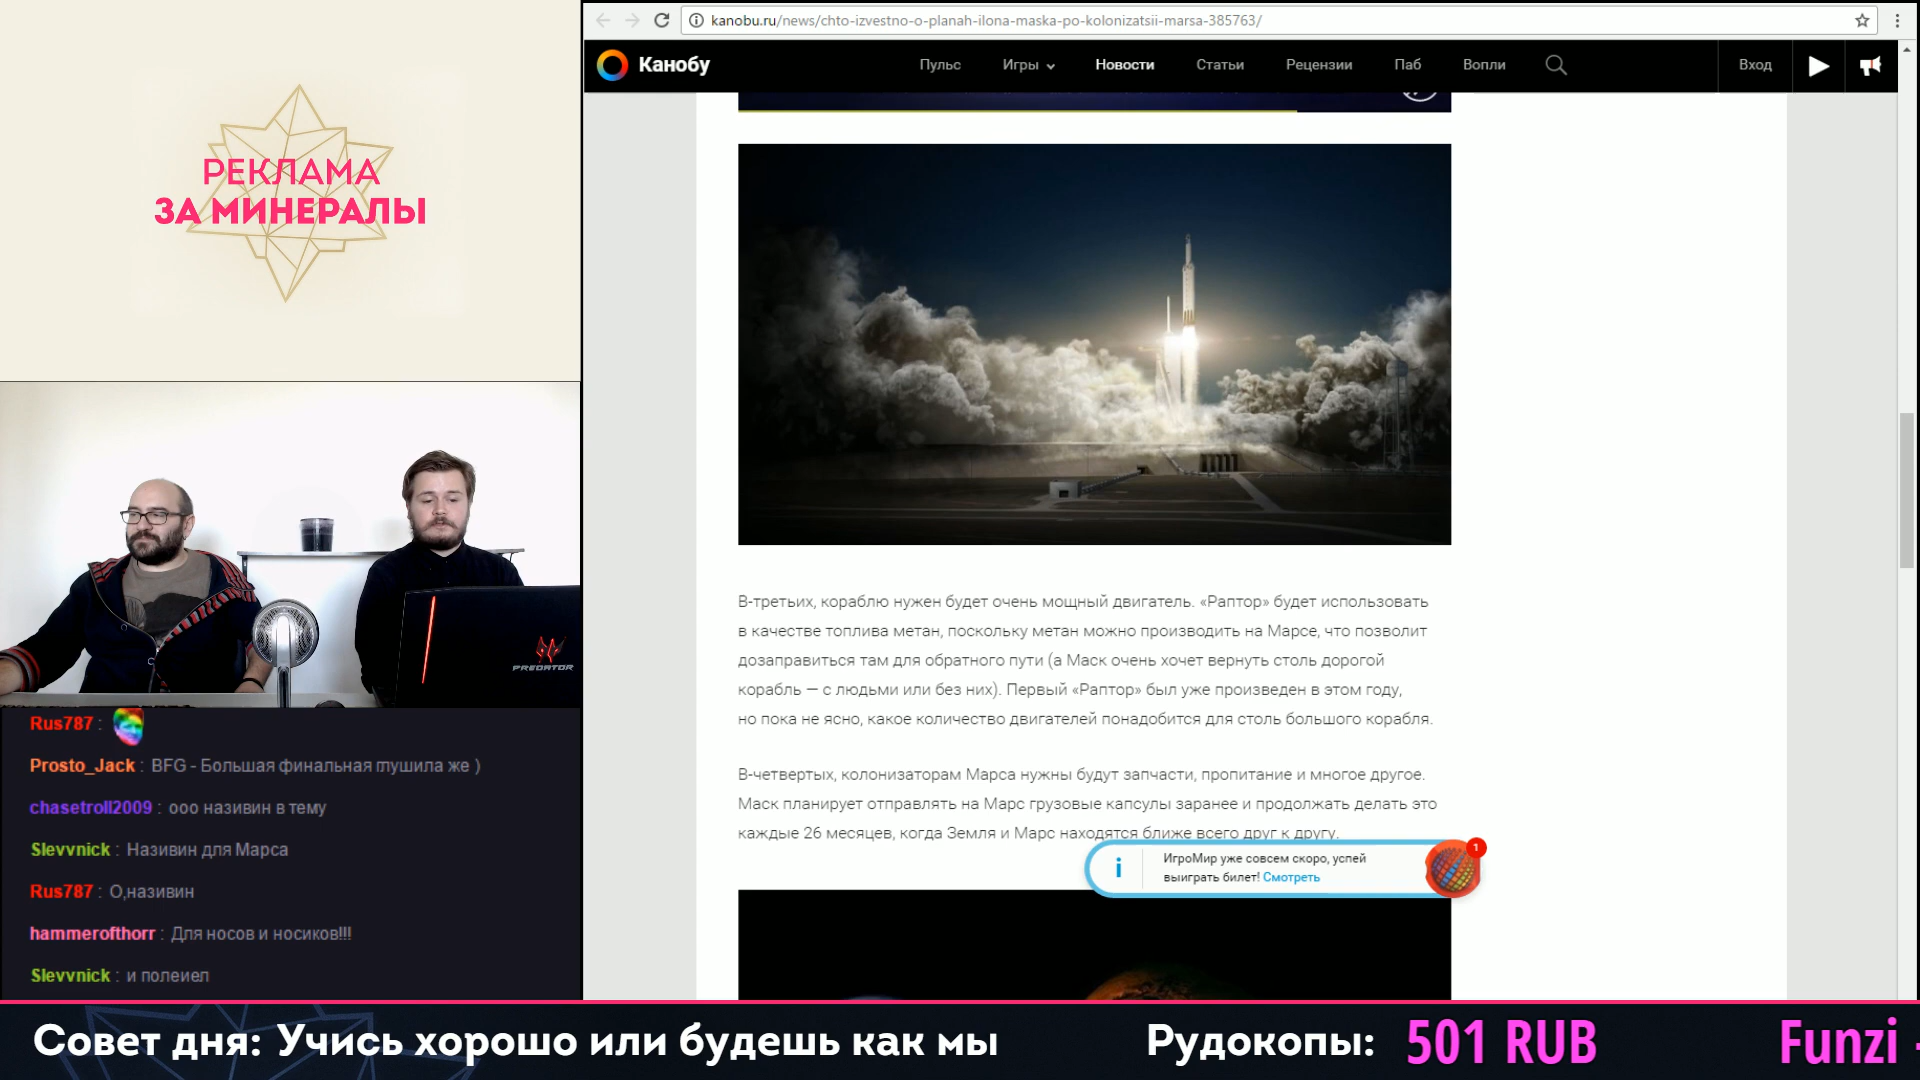 РЕКЛАМА
ЗА МИНЕРАЛЫ
PREDATOR
Rus787 :
Prosto_Jack : BFG - Большая финальная глушила же )
chasetroll2009 : ооо називин в тему
Slevvnick : Називин для Марса
Rus787 : О,називин
hammerofthorr : Для носов и носиков!!!
Slevvnick : и полеиел
kanobu.ru/news/chto-izvestno-o-planah-ilona-maska-po-kolonizatsii-marsa-385763/
Канобу Пульс Игры Новости Статьи Рецензии Паб Вопли Вход
В-третьих, кораблю нужен будет очень мощный двигатель. «Раптор» будет использовать
в качестве топлива метан, поскольку метан можно производить на Марсе, что позволит
дозаправиться там для обратного пути (а Маск очень хочет вернуть столь дорогой
корабль — с людьми или без них). Первый «Раптор» был уже произведен в этом году,
но пока не ясно, какое количество двигателей понадобится для столь большого корабля.
В-четвертых, колонизаторам Марса нужны будут запчасти, пропитание и многое другое.
Маск планирует отправлять на Марс грузовые капсулы заранее и продолжать делать это
каждые 26 месяцев, когда Земля и Марс находятся ближе всего друг к другу.
i
ИгроМир уже совсем скоро, успей
выиграть билет! Смотреть
1
Совет дня: Учись хорошо или будешь как мы Рудокопы: 501 RUB Funzi -